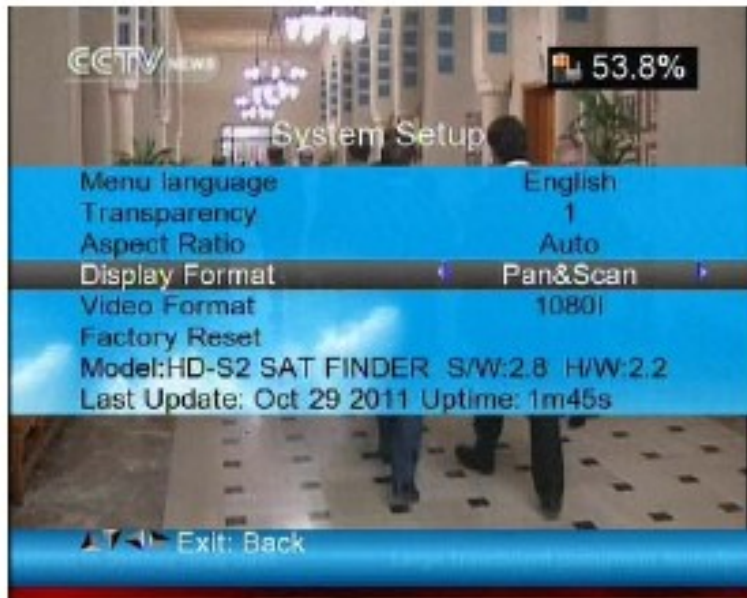 CCTV NEWS
53.8%
System Setup
Menu language English
Transparency 1
Aspect Ratio Auto
Display Format Pan&Scan
Video Format 1080i
Factory Reset
Model:HD-S2 SAT FINDER S/W:2.8 H/W:2.2
Last Update: Oct 29 2011 Uptime: 1m45s
Exit: Back